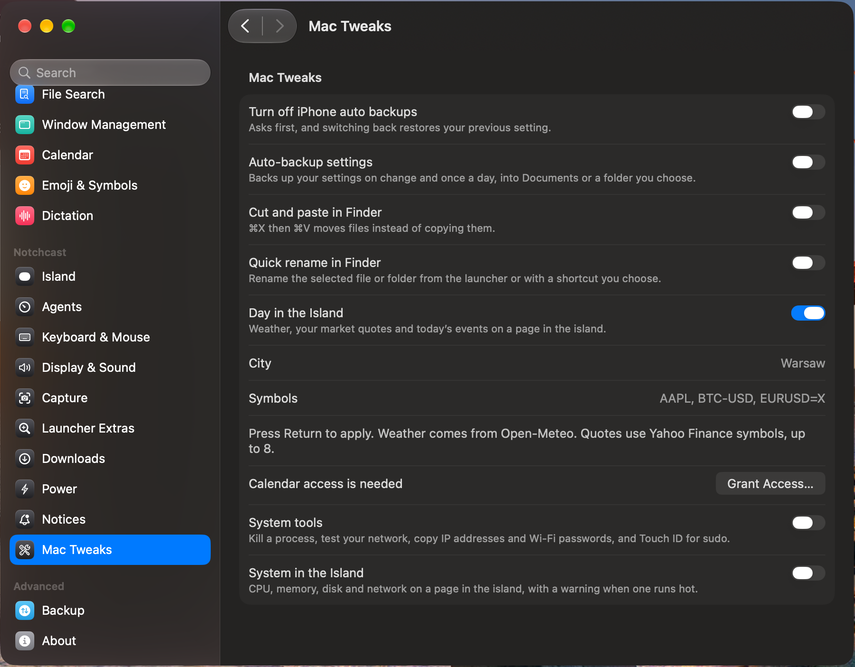 Mac Tweaks
Search
File Search
Window Management
Calendar
Emoji & Symbols
Dictation
Notchcast
Island
Agents
Keyboard & Mouse
Display & Sound
Capture
Launcher Extras
Downloads
Power
Notices
Mac Tweaks
Advanced
Backup
About
Mac Tweaks
Turn off iPhone auto backups
Asks first, and switching back restores your previous setting.
Auto-backup settings
Backs up your settings on change and once a day, into Documents or a folder you choose.
Cut and paste in Finder
⌘X then ⌘V moves files instead of copying them.
Quick rename in Finder
Rename the selected file or folder from the launcher or with a shortcut you choose.
Day in the Island
Weather, your market quotes and today's events on a page in the island.
City Warsaw
Symbols AAPL, BTC-USD, EURUSD=X
Press Return to apply. Weather comes from Open-Meteo. Quotes use Yahoo Finance symbols, up
to 8.
Calendar access is needed Grant Access...
System tools
Kill a process, test your network, copy IP addresses and Wi-Fi passwords, and Touch ID for sudo.
System in the Island
CPU, memory, disk and network on a page in the island, with a warning when one runs hot.